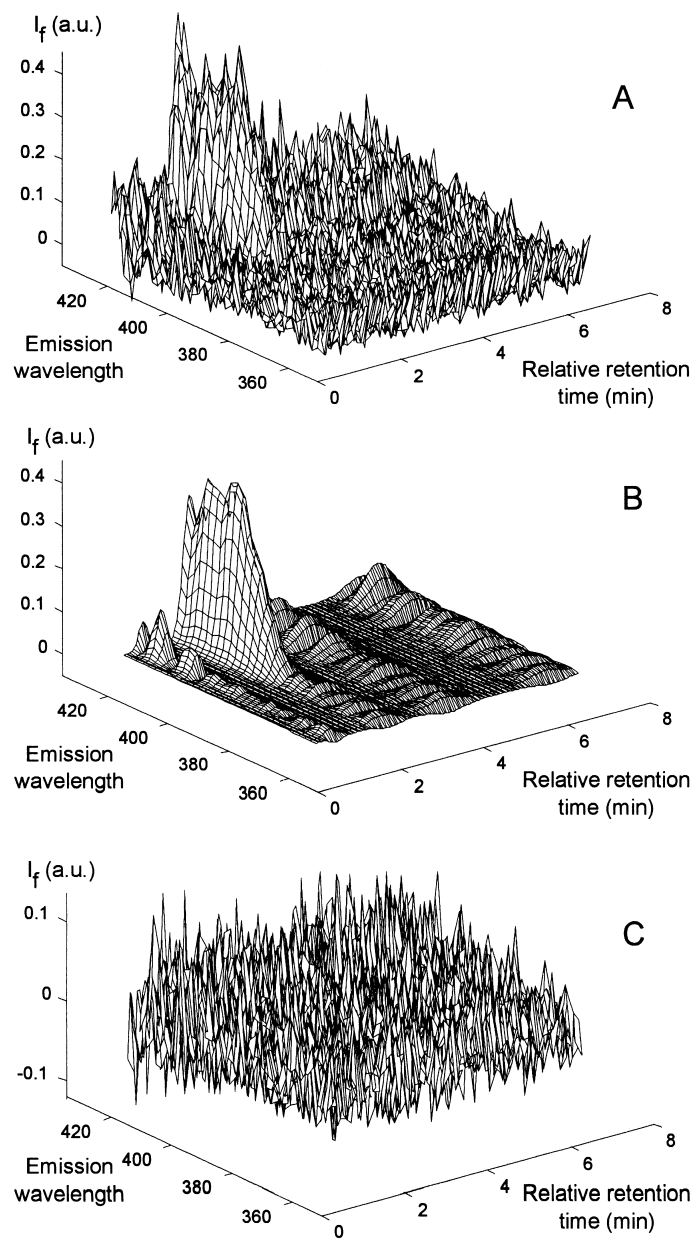 If (a.u.)
A
0.4
0.3
0.2
0.1
0
420
400
380
360
Emission
wavelength
0
2
4
6
8
Relative retention
time (min)
If (a.u.)
B
0.4
0.3
0.2
0.1
0
420
400
380
360
Emission
wavelength
0
2
4
6
8
Relative retention
time (min)
If (a.u.)
C
0.1
0
-0.1
420
400
380
360
Emission
wavelength
0
2
4
6
8
Relative retention
time (min)